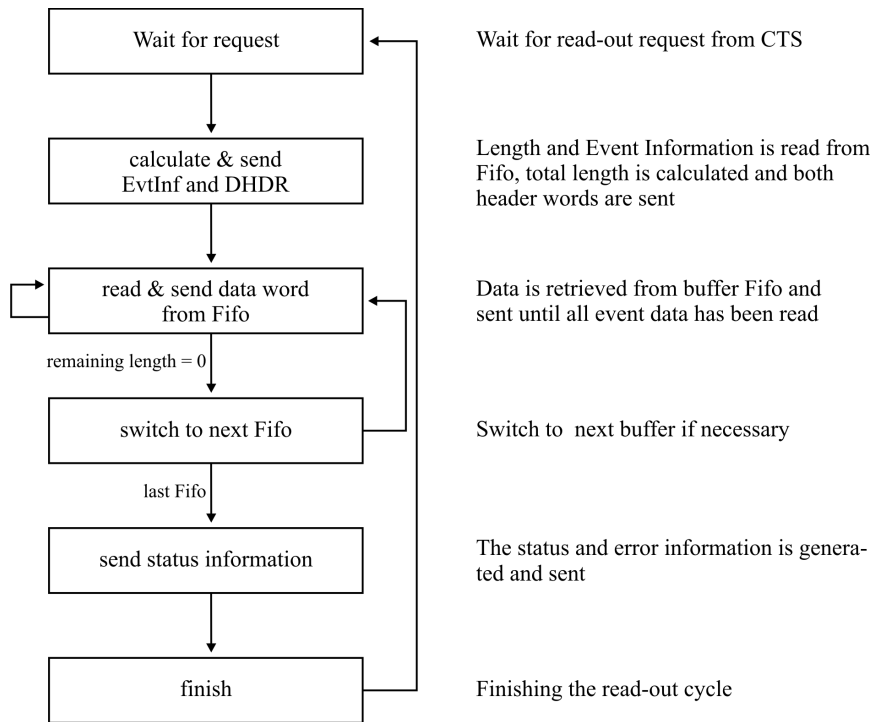 Wait for request
Wait for read-out request from CTS
calculate & send
EvtInf and DHDR
Length and Event Information is read from
Fifo, total length is calculated and both
header words are sent
read & send data word
from Fifo
Data is retrieved from buffer Fifo and
sent until all event data has been read
remaining length = 0
switch to next Fifo
Switch to next buffer if necessary
last Fifo
send status information
The status and error information is genera-
ted and sent
finish
Finishing the read-out cycle